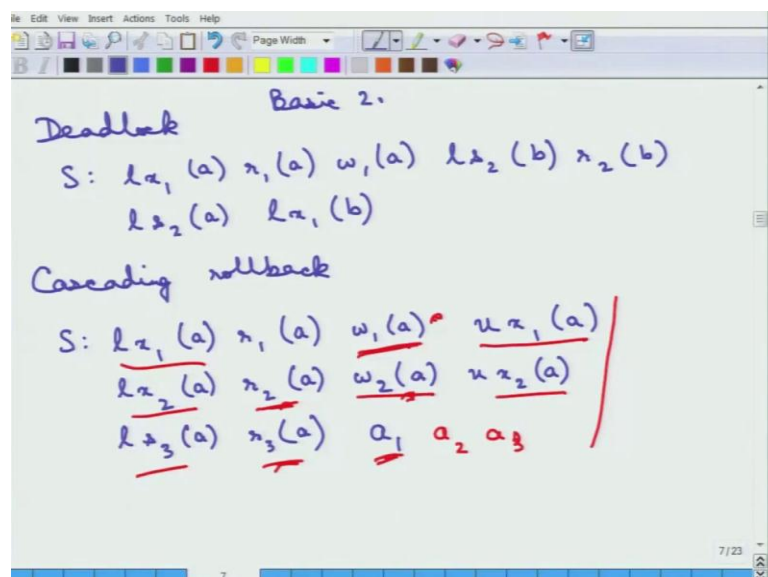 File Edit View Insert Actions Tools Help
Page Width
B I
Basic 2.
Deadlock
S: lx₁(a) r₁(a) w₁(a) ls₂(b) r₂(b)
ls₂(a) lx₁(b)
Cascading rollback
S: lx₁(a) r₁(a) w₁(a) ux₁(a)
lx₂(a) r₂(a) w₂(a) ux₂(a)
ls₃(a) r₃(a) a₁ a₂ a₃
7/23
7